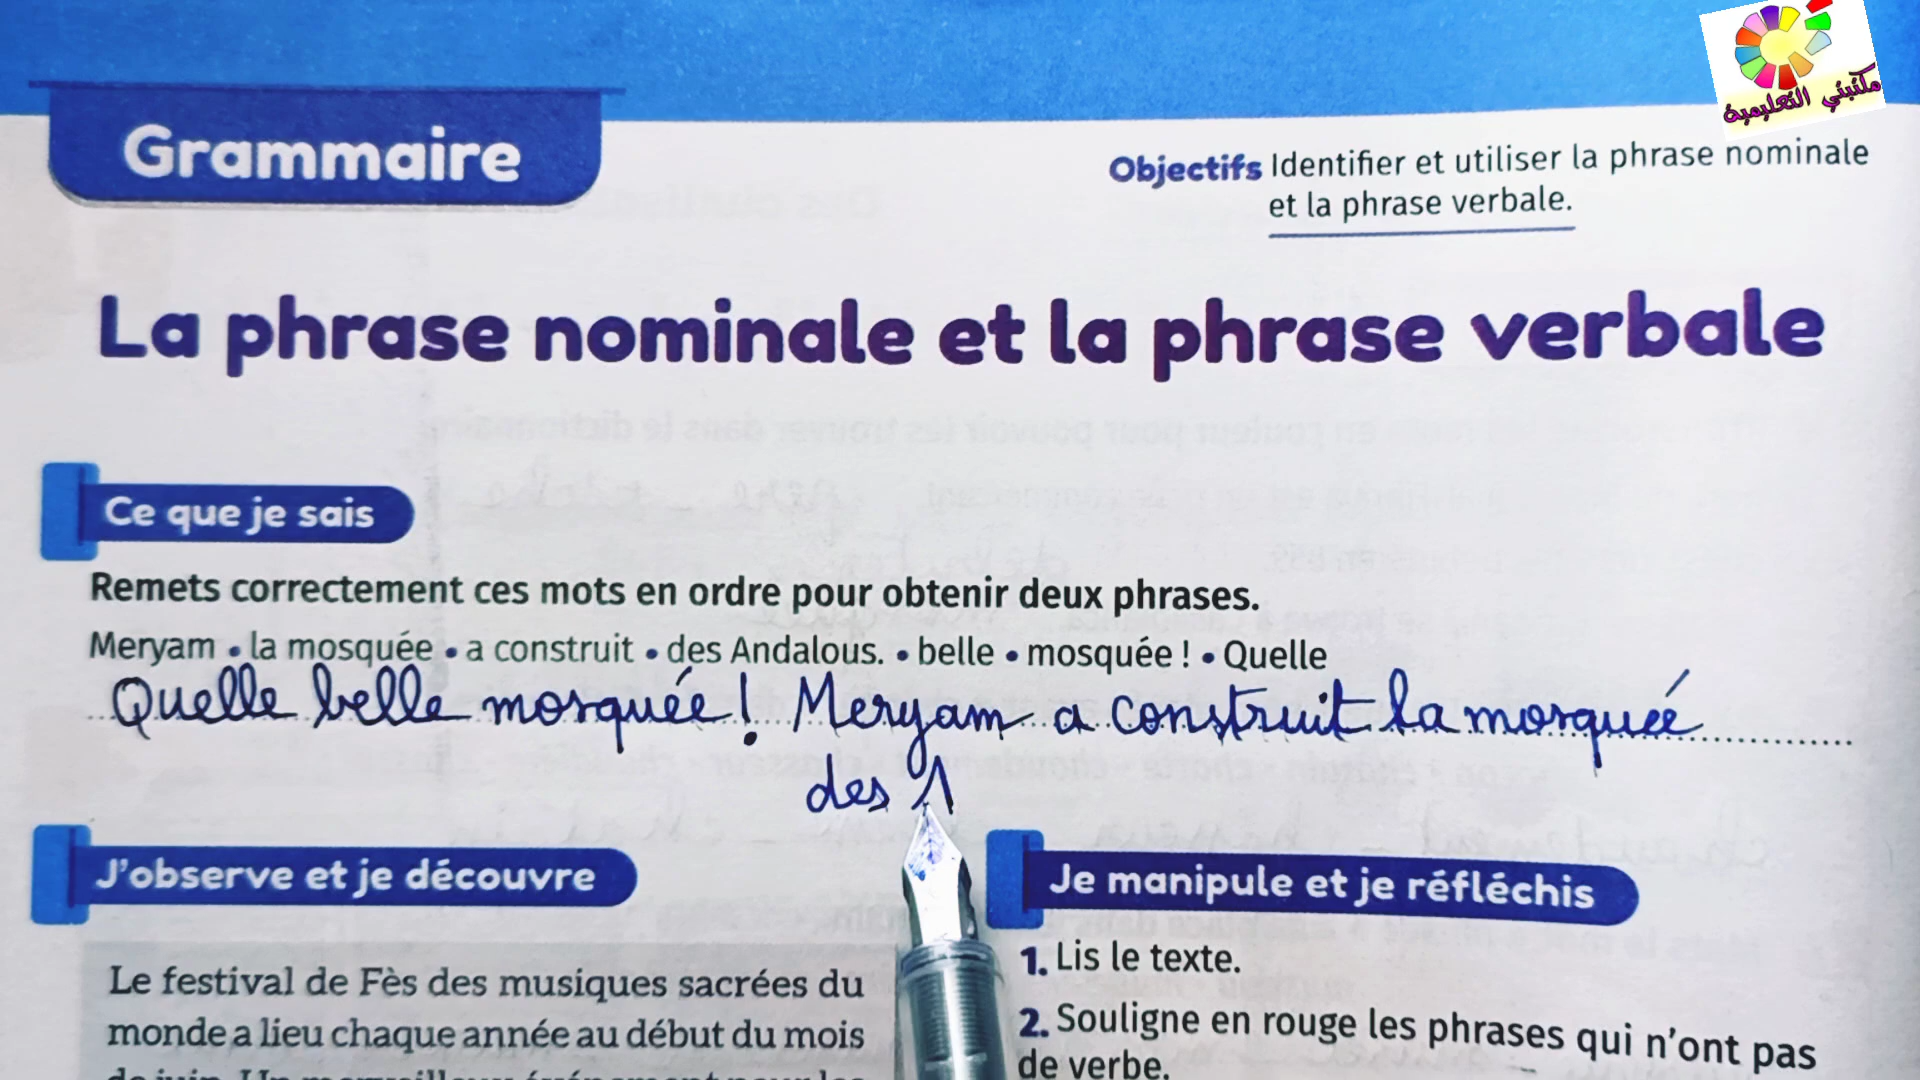 مكتبتي التعليمية
Grammaire
Objectifs Identifier et utiliser la phrase nominale
et la phrase verbale.
La phrase nominale et la phrase verbale
Ce que je sais
Remets correctement ces mots en ordre pour obtenir deux phrases.
Meryam • la mosquée • a construit • des Andalous. • belle • mosquée ! • Quelle
Quelle belle mosquée ! Meryam a construit la mosquée
des
J'observe et je découvre
Le festival de Fès des musiques sacrées du
monde a lieu chaque année au début du mois
Je manipule et je réfléchis
1. Lis le texte.
2. Souligne en rouge les phrases qui n'ont pas
de verbe.